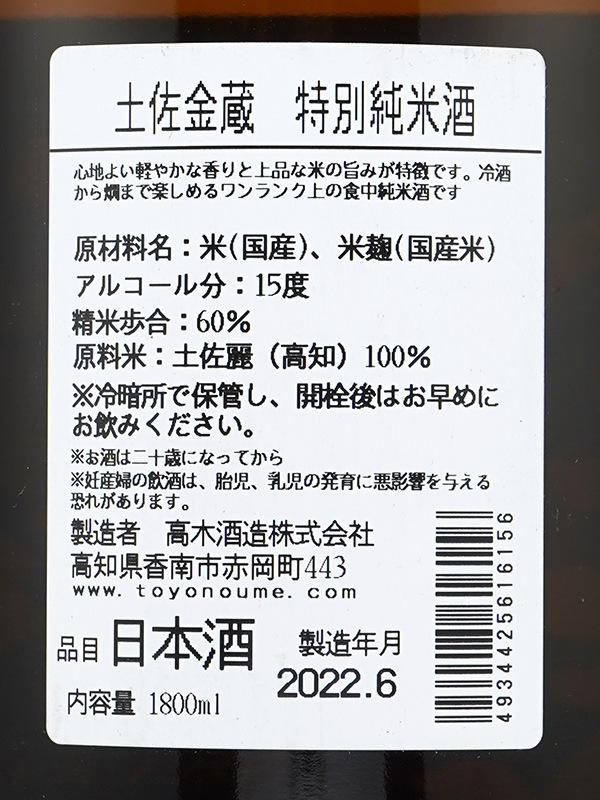 土佐金蔵　特別純米酒
心地よい軽やかな香りと上品な米の旨みが特徴です。冷酒
から燗まで楽しめるワンランク上の食中純米酒です
原材料名：米(国産)、米麹(国産米)
アルコール分：15度
精米歩合：60%
原料米：土佐麗（高知）100%
※冷暗所で保管し、開栓後はお早めに
お飲みください。
※お酒は二十歳になってから
※妊産婦の飲酒は、胎児、乳児の発育に悪影響を与える
恐れがあります。
製造者　高木酒造株式会社
高知県香南市赤岡町443
www.toyonoume.com
品目 日本酒
製造年月
2022.6
内容量 1800ml
4934425616156